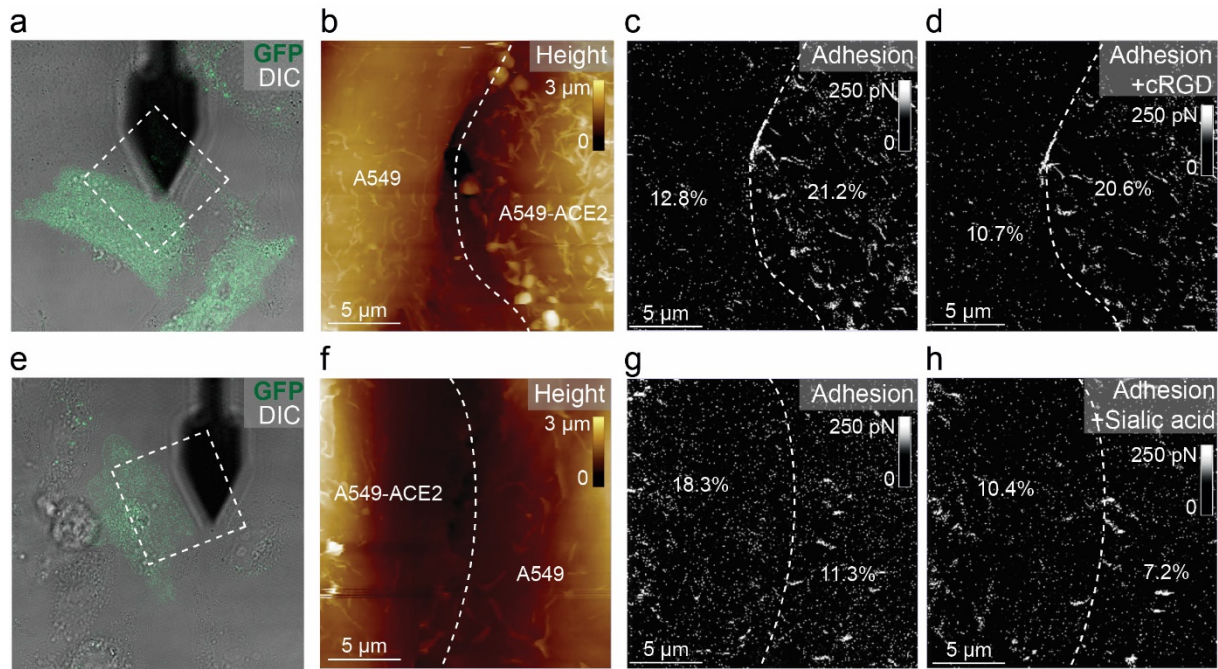 a
GFP
DIC
b
Height
3 µm
0
A549
A549-ACE2
5 µm
c
Adhesion
250 pN
0
12.8%
21.2%
5 µm
d
Adhesion
+cRGD
250 pN
0
20.6%
10.7%
5 µm
e
GFP
DIC
f
Height
3 µm
0
A549-ACE2
A549
5 µm
g
Adhesion
250 pN
0
18.3%
11.3%
5 µm
h
Adhesion
+Sialic acid
250 pN
0
10.4%
7.2%
5 µm